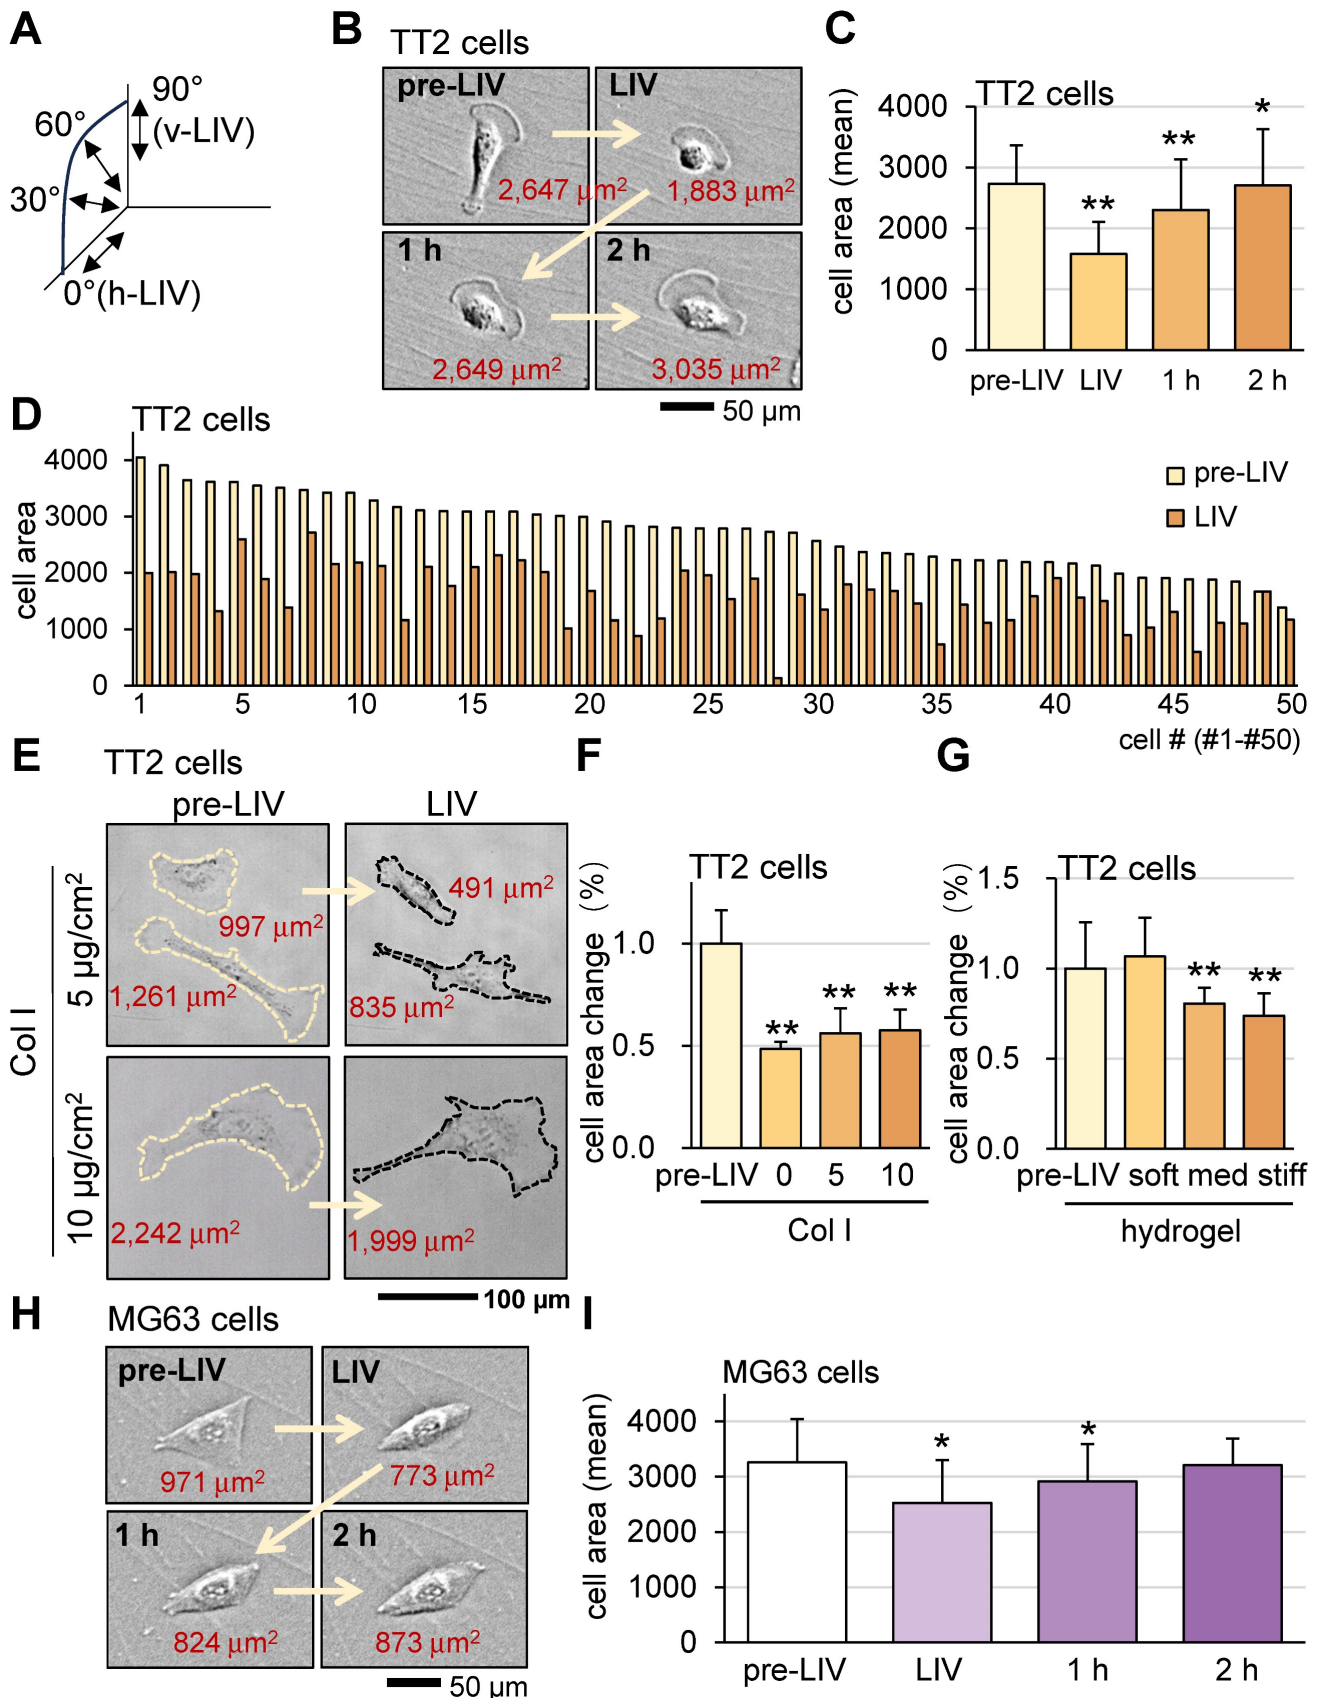 A
90°
(v-LIV)
60°
30°
0°(h-LIV)
B
TT2 cells
pre-LIV
LIV
2,647 µm²
1,883 µm²
1 h
2 h
2,649 µm²
3,035 µm²
50 µm
C
TT2 cells
cell area (mean)
4000
3000
2000
1000
0
**
**
*
pre-LIV
LIV
1 h
2 h
D
TT2 cells
cell area
4000
3000
2000
1000
0
pre-LIV
LIV
1
5
10
15
20
25
30
35
40
45
50
cell # (#1-#50)
E
TT2 cells
pre-LIV
LIV
Col I
5 µg/cm²
997 µm²
491 µm²
1,261 µm²
835 µm²
10 µg/cm²
2,242 µm²
1,999 µm²
100 µm
F
TT2 cells
cell area change (%)
1.0
0.5
0.0
**
**
**
pre-LIV
0
5
10
Col I
G
TT2 cells
cell area change (%)
1.5
1.0
0.5
0.0
**
**
pre-LIV soft med stiff
hydrogel
H
MG63 cells
pre-LIV
LIV
971 µm²
773 µm²
1 h
2 h
824 µm²
873 µm²
50 µm
I
MG63 cells
cell area (mean)
4000
3000
2000
1000
0
*
*
pre-LIV
LIV
1 h
2 h